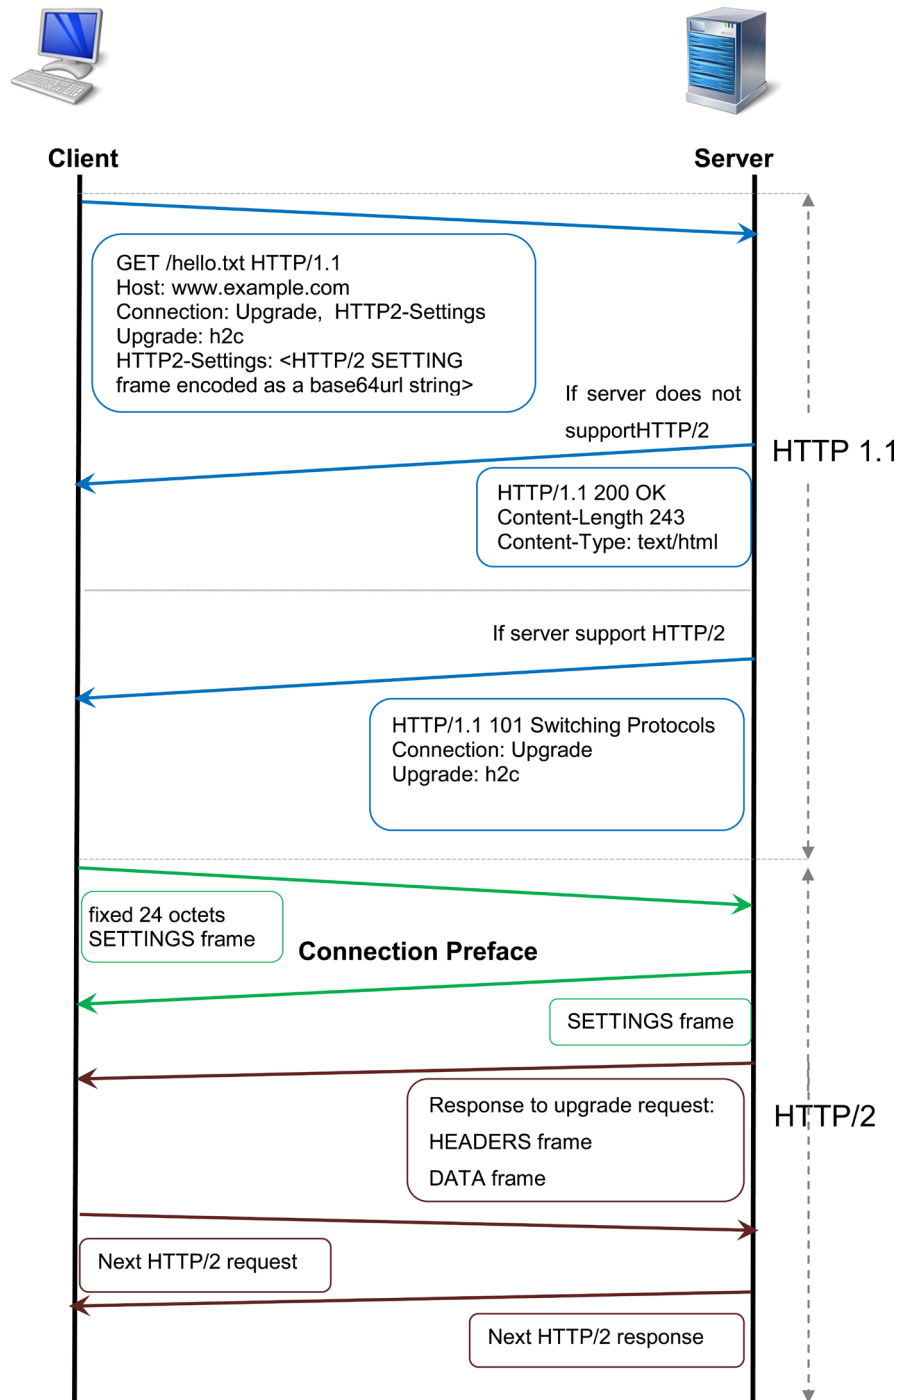 Client
Server
GET /hello.txt HTTP/1.1
Host: www.example.com
Connection: Upgrade,  HTTP2-Settings
Upgrade: h2c
HTTP2-Settings: <HTTP/2 SETTING
frame encoded as a base64url string>
If server does not
supportHTTP/2
HTTP 1.1
HTTP/1.1 200 OK
Content-Length 243
Content-Type: text/html
If server support HTTP/2
HTTP/1.1 101 Switching Protocols
Connection: Upgrade
Upgrade: h2c
fixed 24 octets
SETTINGS frame
Connection Preface
SETTINGS frame
Response to upgrade request:
HEADERS frame
DATA frame
HTTP/2
Next HTTP/2 request
Next HTTP/2 response